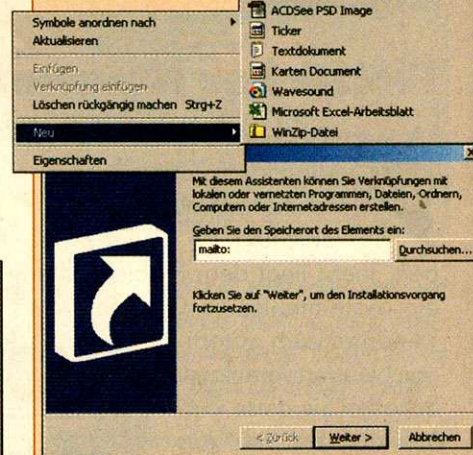 Symbole anordnen nach
Aktualisieren
Einfügen
Verknüpfung einfügen
Löschen rückgängig machen Strg+Z
Neu
Eigenschaften
ACDSee PSD Image
Ticker
Textdokument
Karten Document
Wavesound
Microsoft Excel-Arbeitsblatt
WinZip-Datei
Mit diesem Assistenten können Sie Verknüpfungen mit
lokalen oder vernetzten Programmen, Dateien, Ordnern,
Computern oder Internetadressen erstellen.
Geben Sie den Speicherort des Elements ein:
mailto:
Durchsuchen...
Klicken Sie auf "Weiter", um den Installationsvorgang
fortzusetzen.
< Zurück
Weiter >
Abbrechen